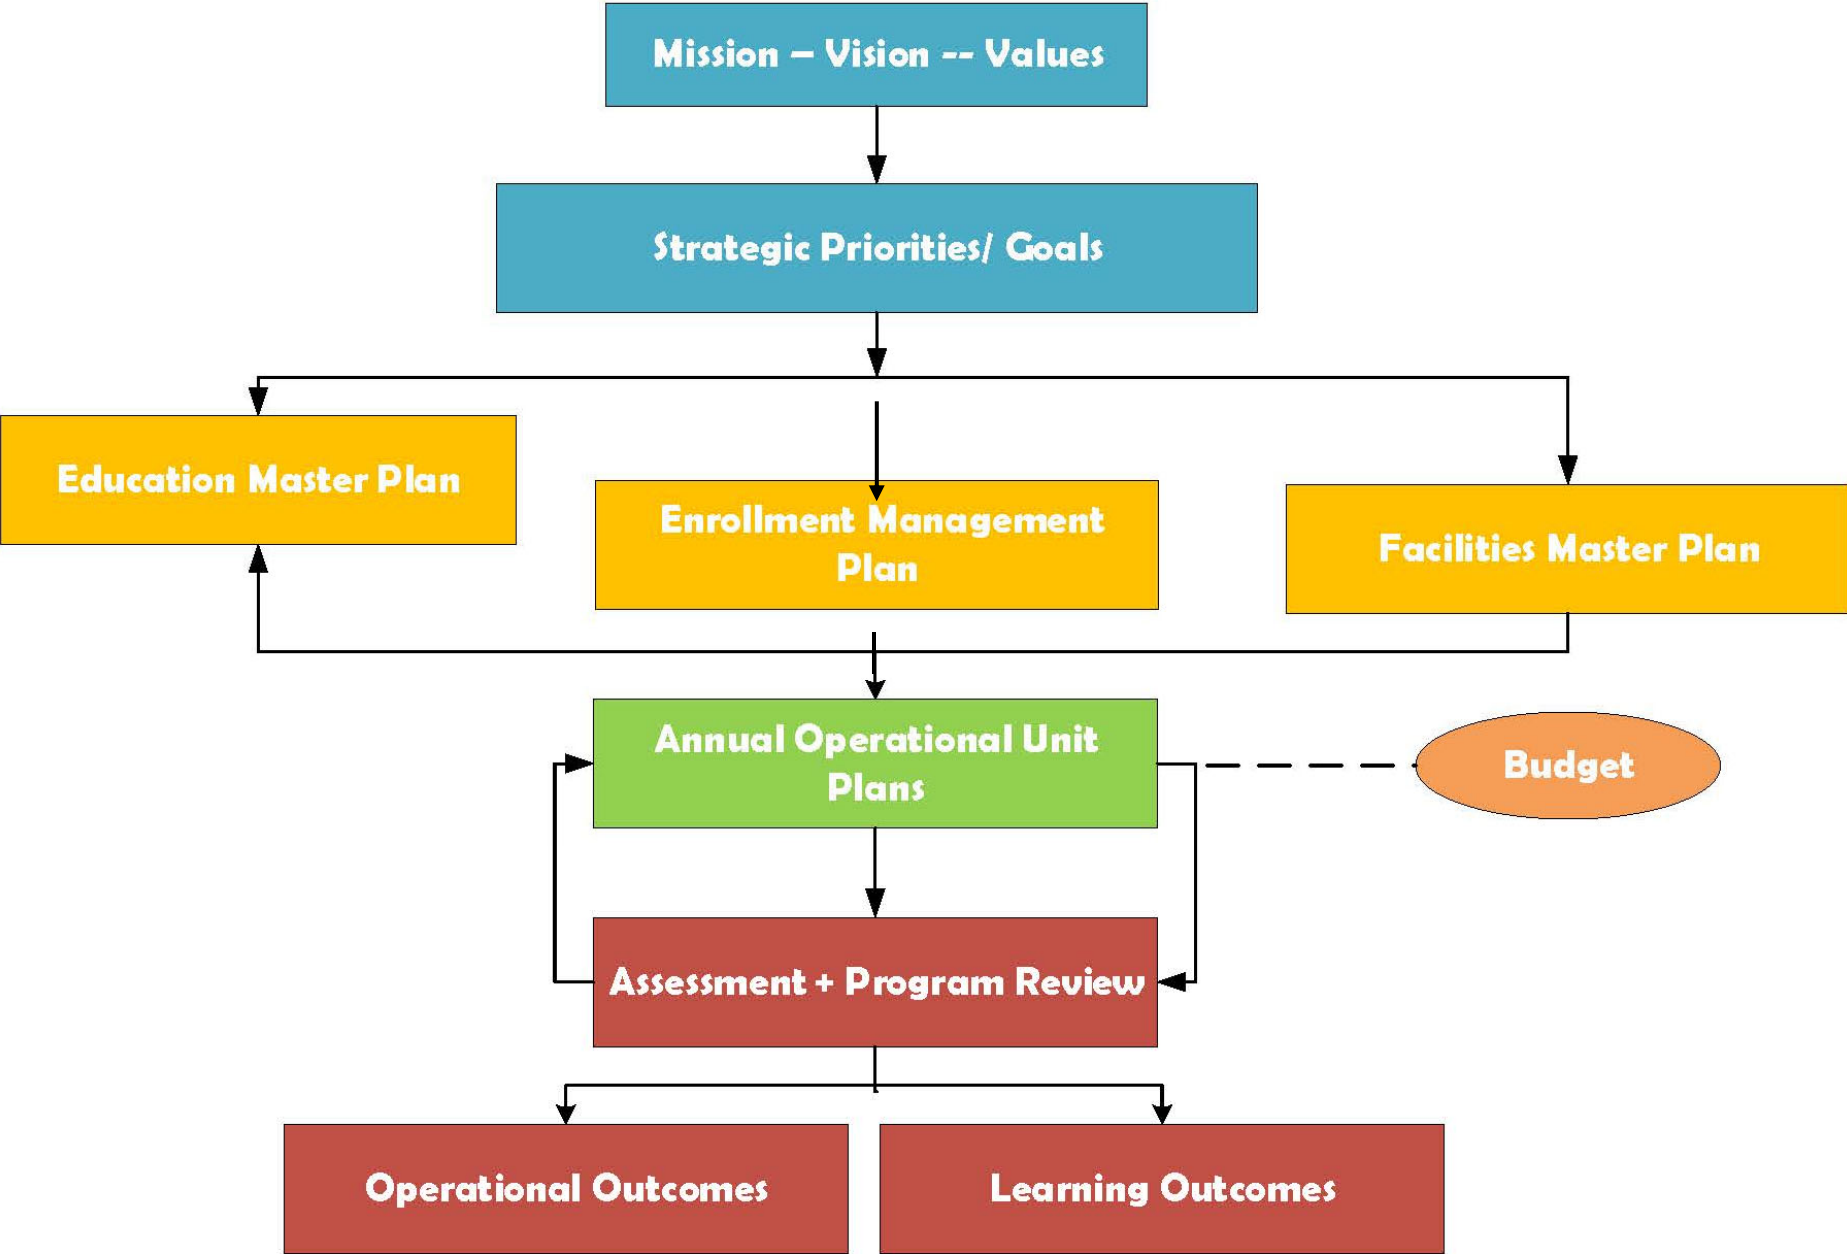 Mission – Vision -- Values
Strategic Priorities/ Goals
Education Master Plan
Enrollment Management
Plan
Facilities Master Plan
Annual Operational Unit
Plans
Budget
Assessment + Program Review
Operational Outcomes
Learning Outcomes